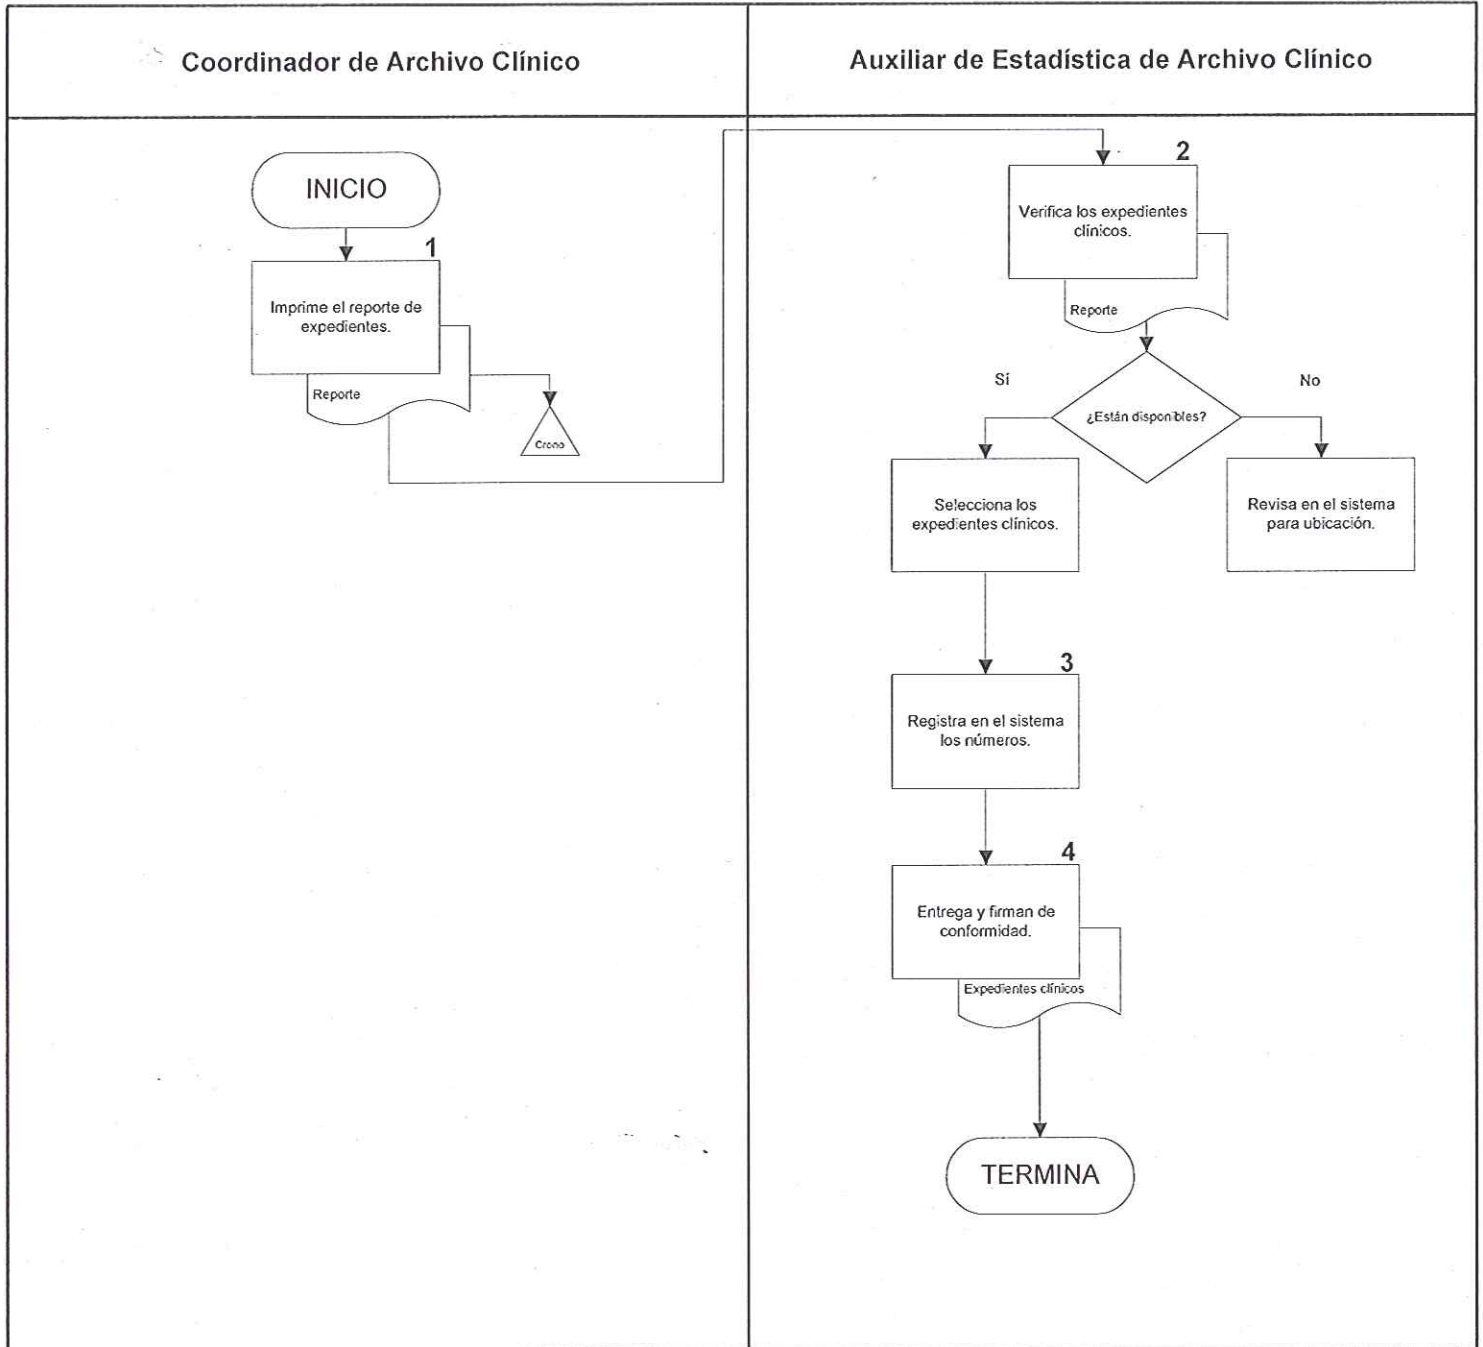 Coordinador de Archivo Clínico
Auxiliar de Estadística de Archivo Clínico
INICIO
1
Imprime el reporte de
expedientes.
Reporte
Crono
2
Verifica los expedientes
clínicos.
Reporte
¿Están disponibles?
Sí
No
Selecciona los
expedientes clínicos.
Revisa en el sistema
para ubicación.
3
Registra en el sistema
los números.
4
Entrega y firman de
conformidad.
Expedientes clínicos
TERMINA